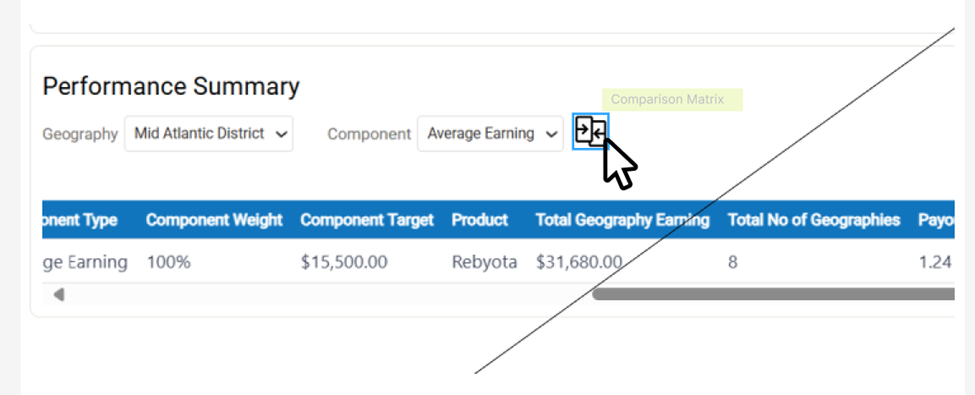 Performance Summary
Comparison Matrix
Geography Mid Atlantic District Component Average Earning
onent Type Component Weight Component Target Product Total Geography Earning Total No of Geographies Payo
ge Earning 100% $15,500.00 Rebyota $31,680.00 8 1.24